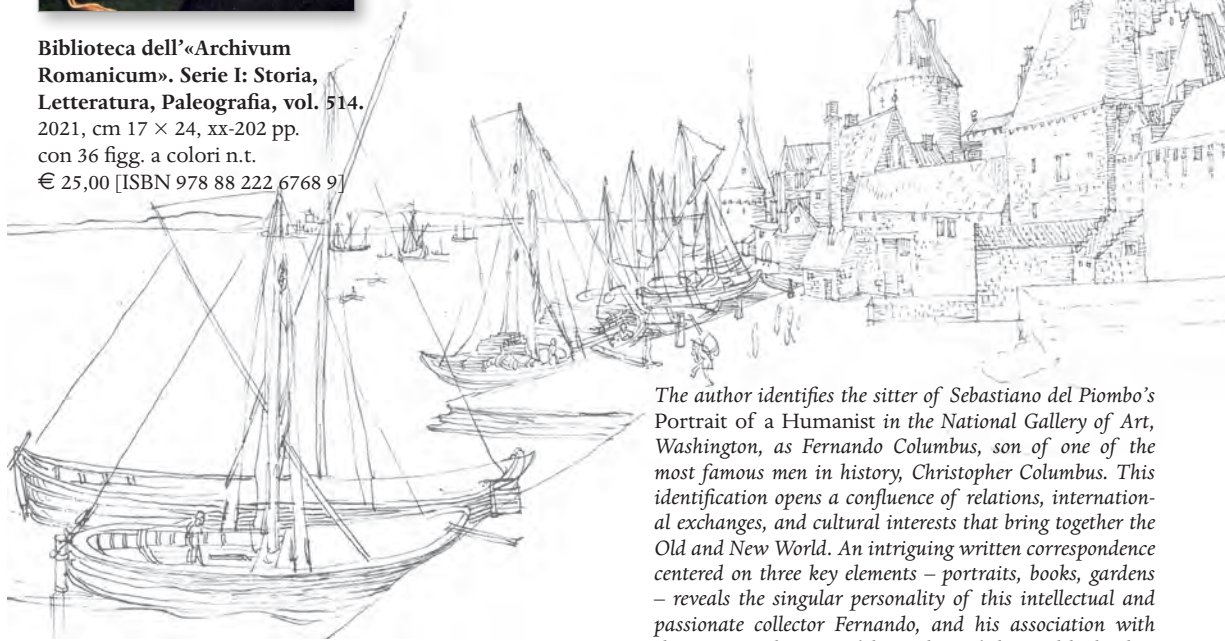 Biblioteca dell’«Archivum
Romanicum». Serie I: Storia,
Letteratura, Paleografia, vol. 514.
2021, cm 17 × 24, xx-202 pp.
con 36 figg. a colori n.t.
€ 25,00 [ISBN 978 88 222 6768 9]
The author identifies the sitter of Sebastiano del Piombo’s
Portrait of a Humanist in the National Gallery of Art,
Washington, as Fernando Columbus, son of one of the
most famous men in history, Christopher Columbus. This
identification opens a confluence of relations, internation-
al exchanges, and cultural interests that bring together the
Old and New World. An intriguing written correspondence
centered on three key elements – portraits, books, gardens
– reveals the singular personality of this intellectual and
passionate collector Fernando, and his association with